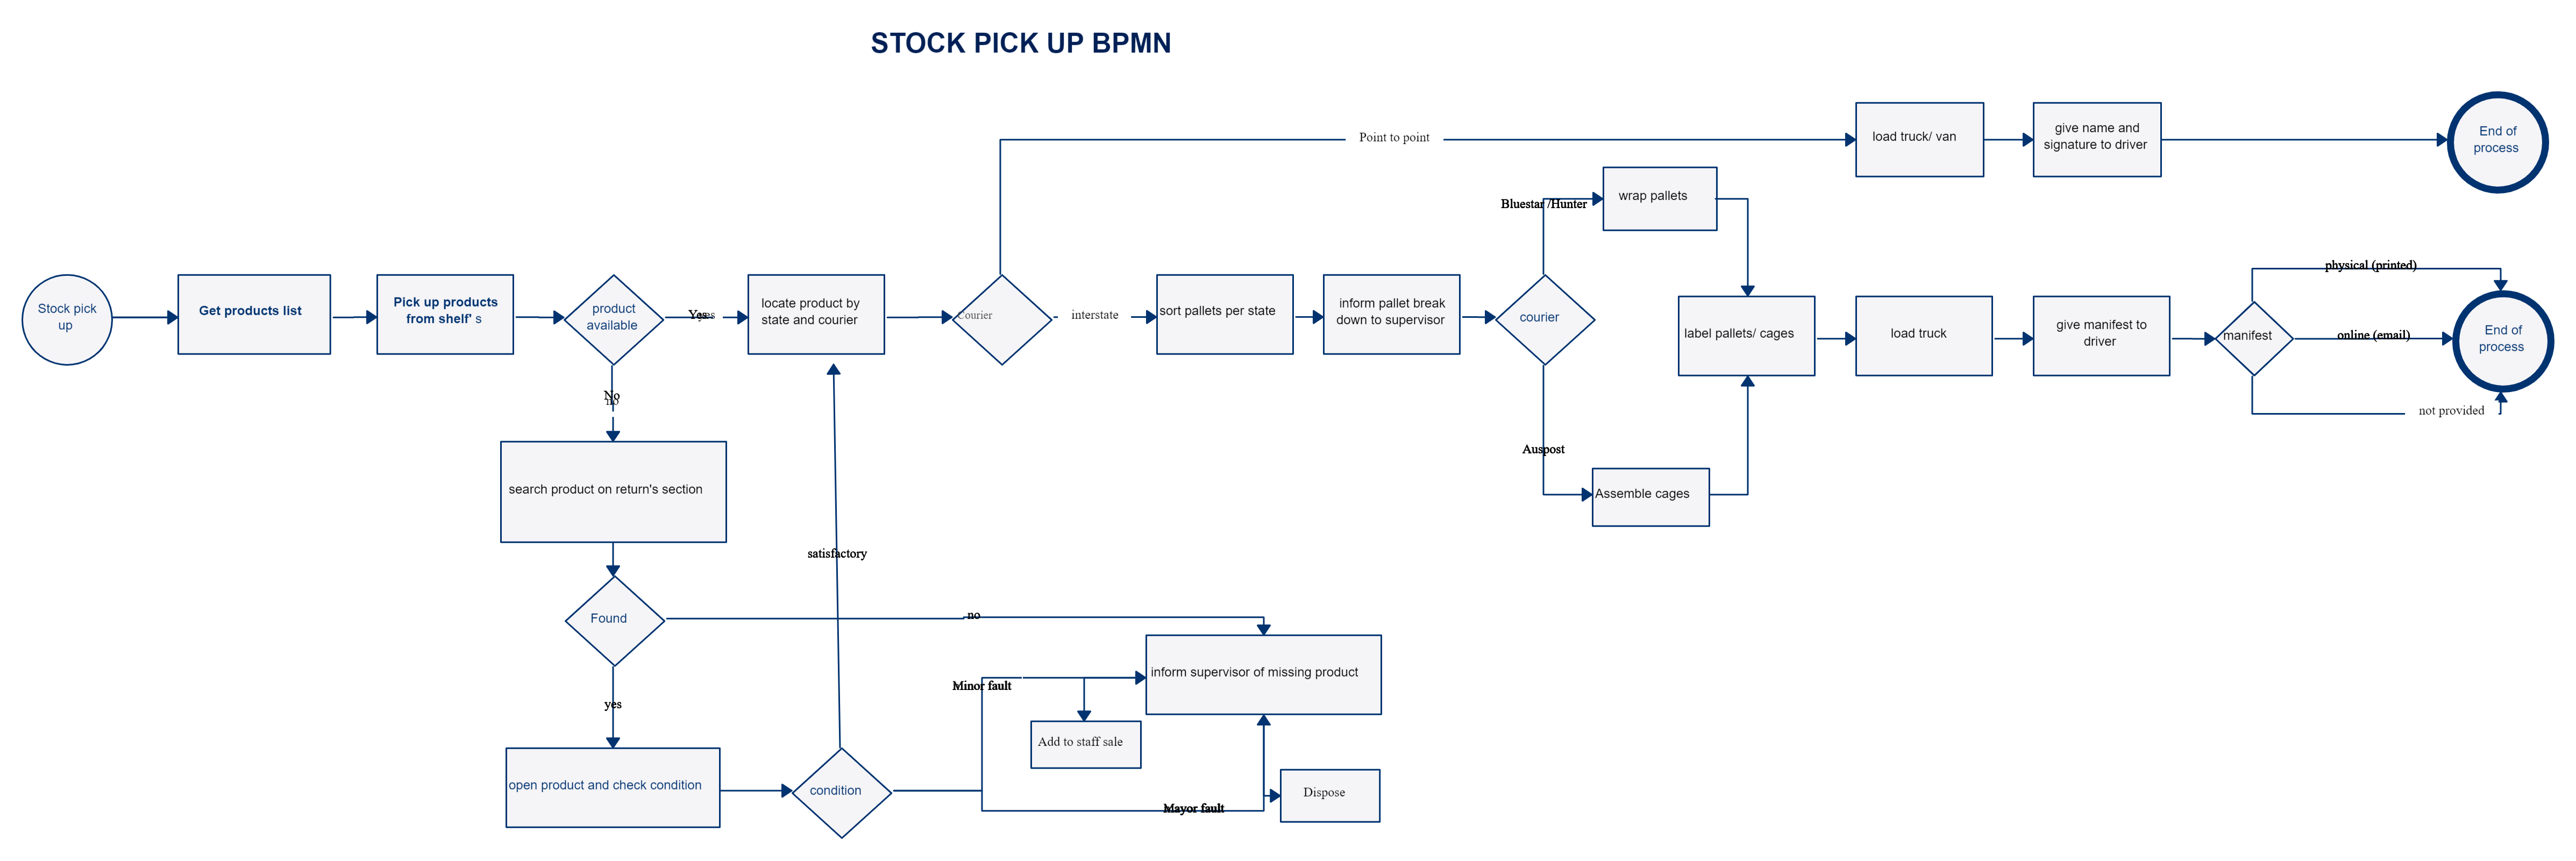 STOCK PICK UP BPMN
Point to point
load truck/ van
give name and
signature to driver
End of
process
wrap pallets
Bluestar /Hunter
Stock pick
up
Get products list
Pick up products
from shelf' s
product
available
Yes
yes
locate product by
state and courier
Courier
interstate
sort pallets per state
inform pallet break
down to supervisor
courier
label pallets/ cages
load truck
give manifest to
driver
manifest
physical (printed)
online (email)
not provided
End of
process
No
no
Auspost
Assemble cages
search product on return's section
satisfactory
Found
no
inform supervisor of missing product
Minor fault
yes
Add to staff sale
open product and check condition
condition
Dispose
Mayor fault